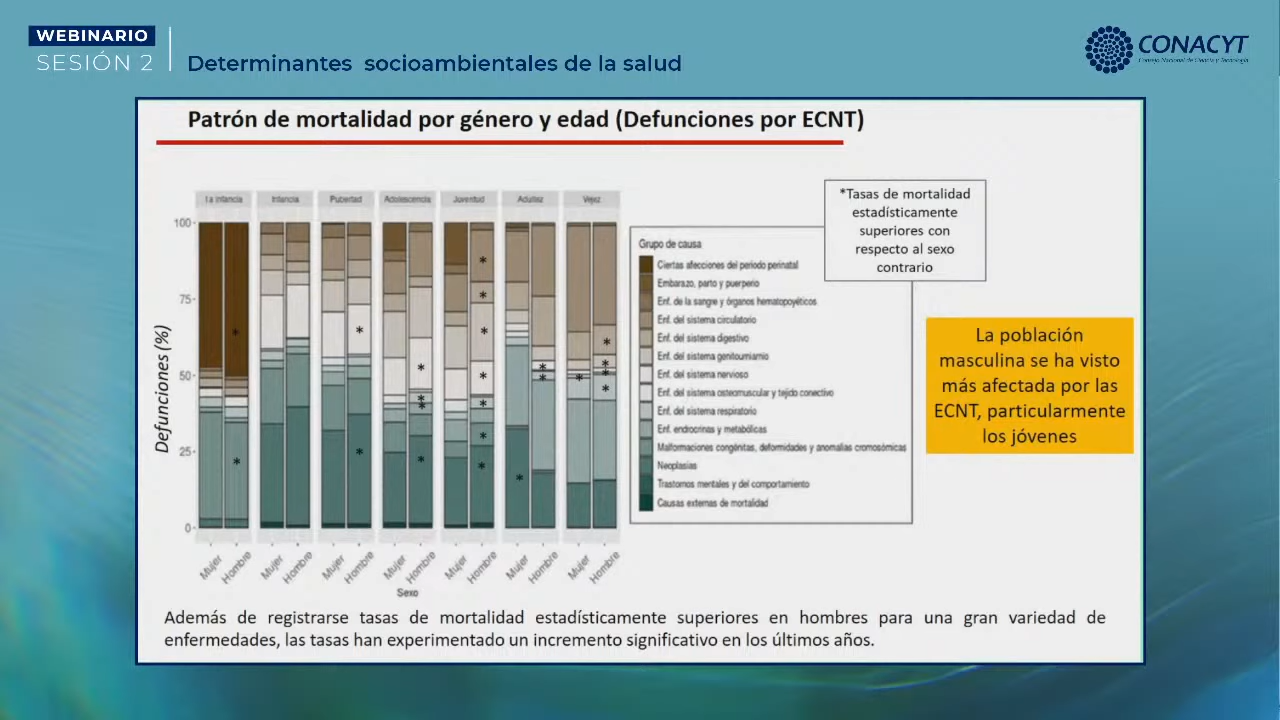 WEBINARIO
SESIÓN 2
Determinantes socioambientales de la salud
CONACYT
Consejo Nacional de Ciencia y Tecnología
Patrón de mortalidad por género y edad (Defunciones por ECNT)
1a Infancia Infancia Pubertad Adolescencia Juventud Adultez Vejez
*Tasas de mortalidad
estadísticamente
superiores con
respecto al sexo
contrario
Defunciones (%)
100
75
50
25
0
Grupo de causa
Ciertas afecciones del periodo perinatal
Embarazo, parto y puerperio
Enf. de la sangre y órganos hematopoyéticos
Enf. del sistema circulatorio
Enf. del sistema digestivo
Enf. del sistema genitourinario
Enf. del sistema nervioso
Enf. del sistema osteomuscular y tejido conectivo
Enf. del sistema respiratorio
Enf. endocrinas y metabólicas
Malformaciones congénitas, deformidades y anomalías cromosómicas
Neoplasias
Trastornos mentales y del comportamiento
Causas externas de mortalidad
La población
masculina se ha visto
más afectada por las
ECNT, particularmente
los jóvenes
Mujer Hombre Mujer Hombre Mujer Hombre Mujer Hombre Mujer Hombre Mujer Hombre Mujer Hombre
Sexo
Además de registrarse tasas de mortalidad estadísticamente superiores en hombres para una gran variedad de
enfermedades, las tasas han experimentado un incremento significativo en los últimos años.